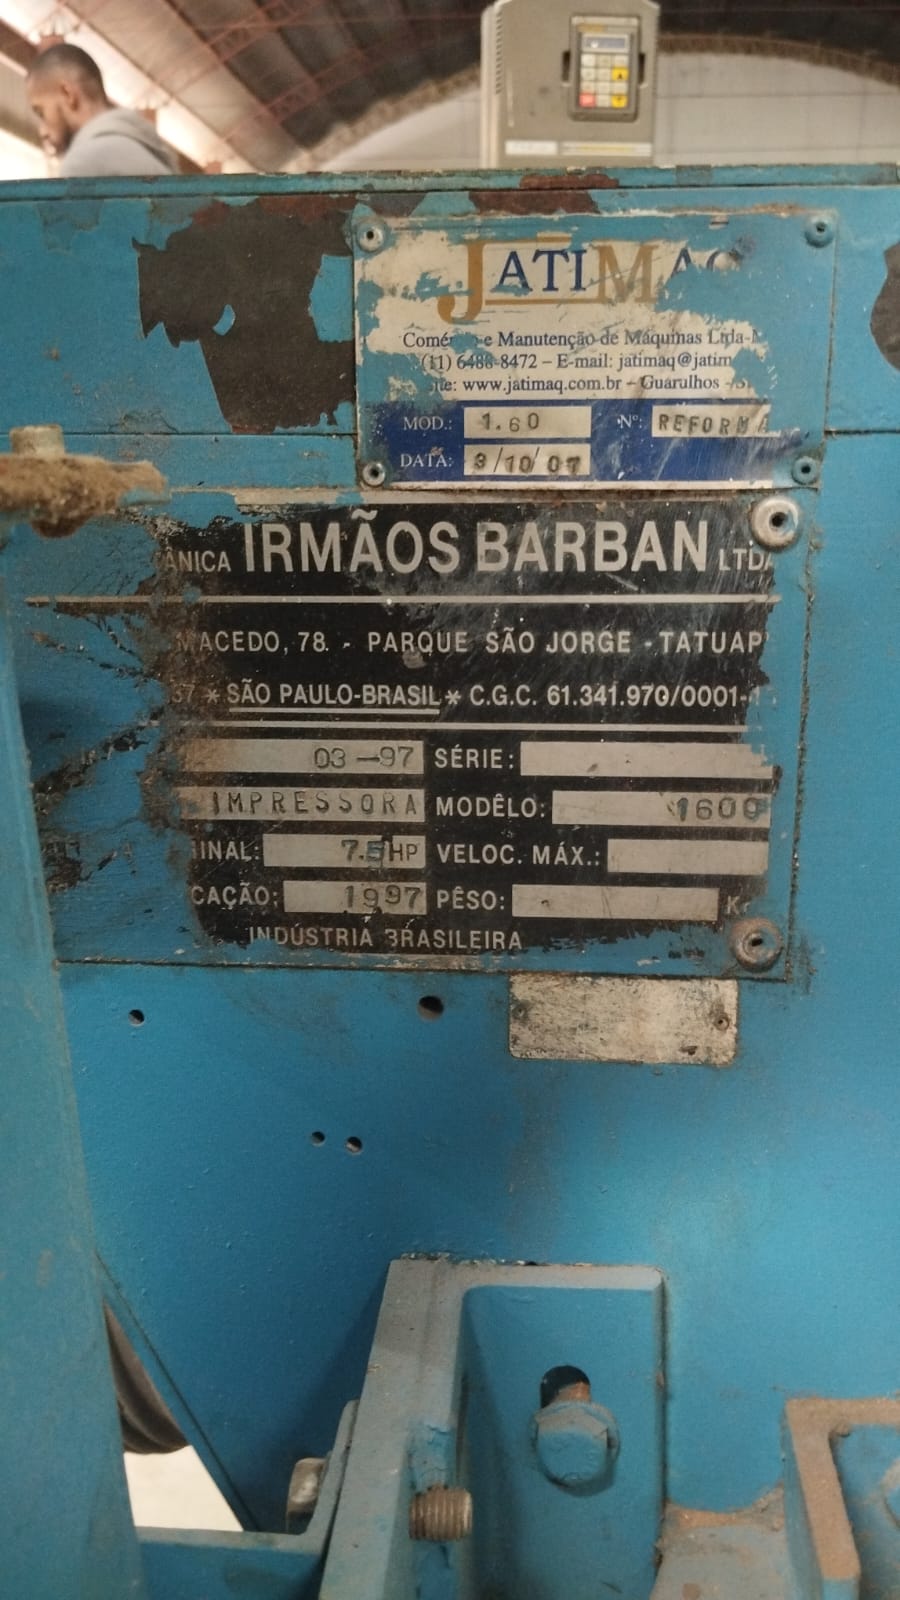 JATIMAQ
e Manutenção de Máquinas Ltda-
(11) 6488-8472 – E-mail: jatimaq@jatim
www.jatimaq.com.br – Guarulhos -
MOD.: 1.60 Nº: REFORMA
DATA: 3/10/07
ÂNICA IRMÃOS BARBAN LTDA
MACEDO, 78. - PARQUE SÃO JORGE - TATUAP
37 * SÃO PAULO-BRASIL * C.G.C. 61.341.970/0001-
03-97 SÉRIE:
IMPRESSORA MODÊLO: 1600
INAL: 7.5 HP VELOC. MÁX.:
CAÇÃO: 1997 PÊSO: Kg
INDÚSTRIA BRASILEIRA